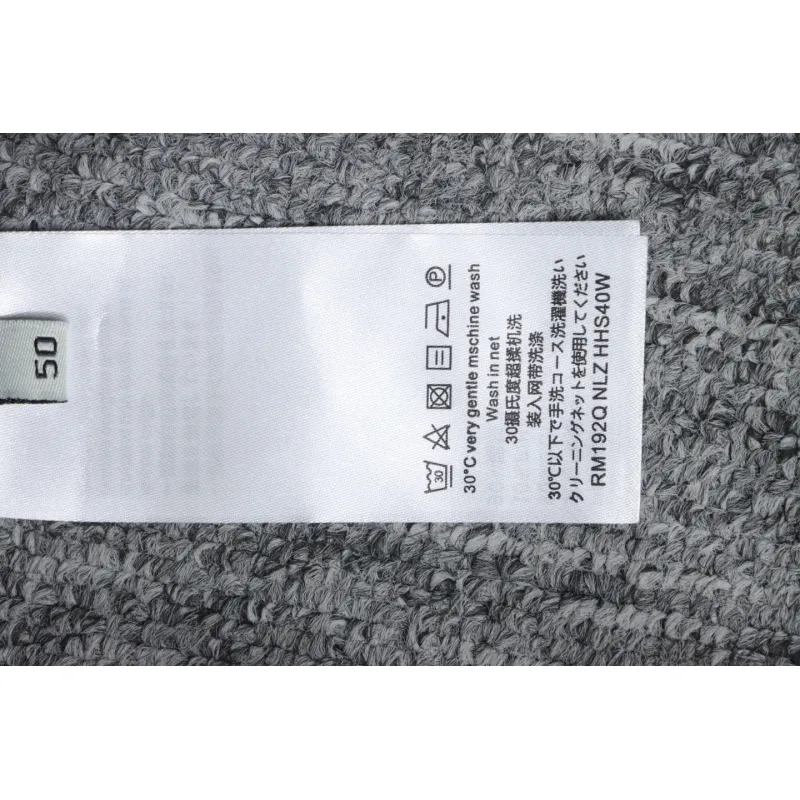 50
30
P
30°C very gentle mschine wash
Wash in net
30摄氏度超揉机洗
装入网带洗涤
30℃以下で手洗コース洗濯機洗い
クリーニングネットを使用してください
RM192Q NLZ HHS40W